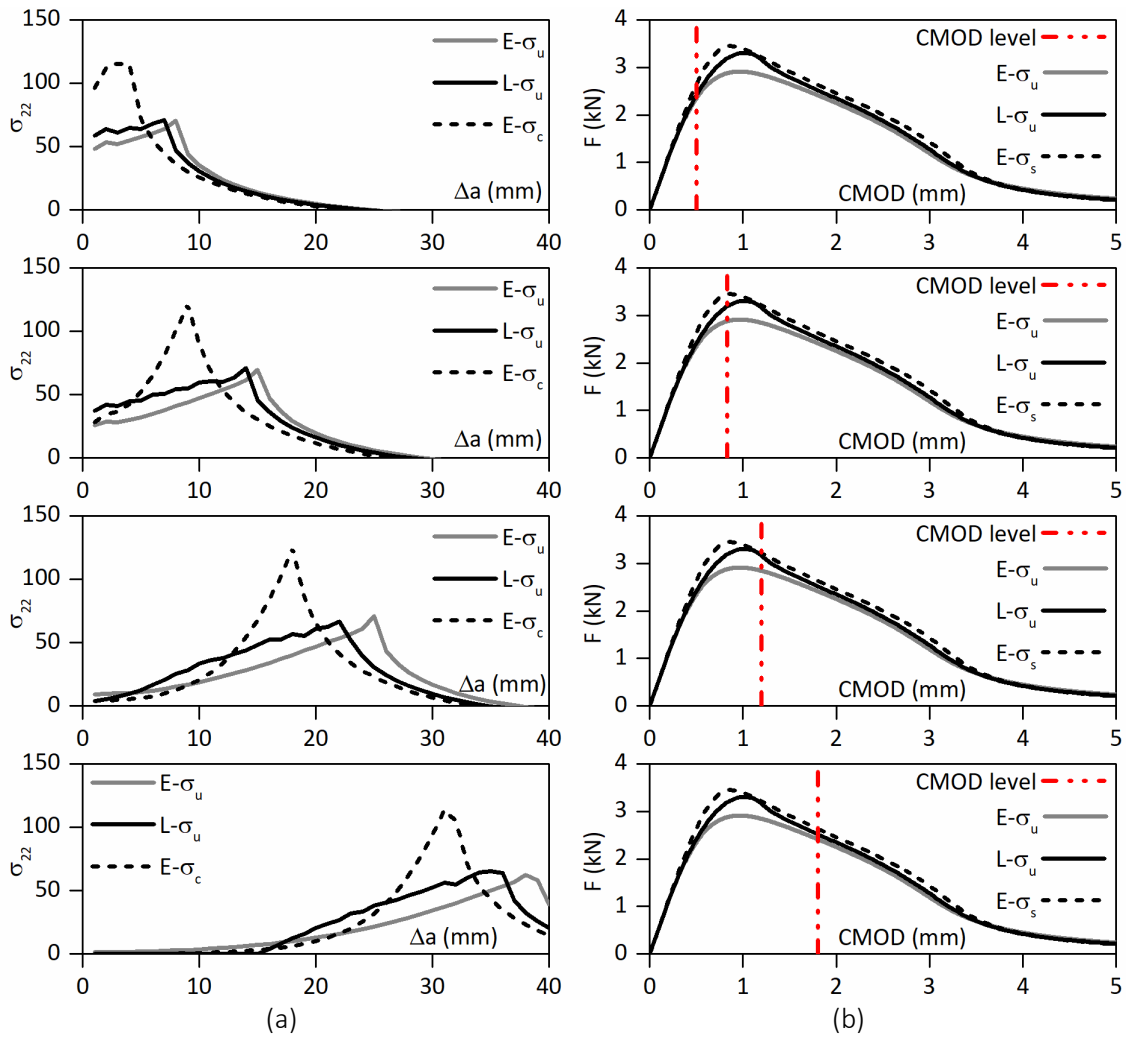 150
100
50
0
σ22
E-σu
L-σu
E-σc
Δa (mm)
0 10 20 30 40
4
3
2
1
0
F (kN)
CMOD level
E-σu
L-σu
E-σs
CMOD (mm)
0 1 2 3 4 5
150
100
50
0
σ22
E-σu
L-σu
E-σc
Δa (mm)
0 10 20 30 40
4
3
2
1
0
F (kN)
CMOD level
E-σu
L-σu
E-σs
CMOD (mm)
0 1 2 3 4 5
150
100
50
0
σ22
E-σu
L-σu
E-σc
Δa (mm)
0 10 20 30 40
4
3
2
1
0
F (kN)
CMOD level
E-σu
L-σu
E-σs
CMOD (mm)
0 1 2 3 4 5
150
100
50
0
σ22
E-σu
L-σu
E-σc
Δa (mm)
0 10 20 30 40
4
3
2
1
0
F (kN)
CMOD level
E-σu
L-σu
E-σs
CMOD (mm)
0 1 2 3 4 5
(a)
(b)